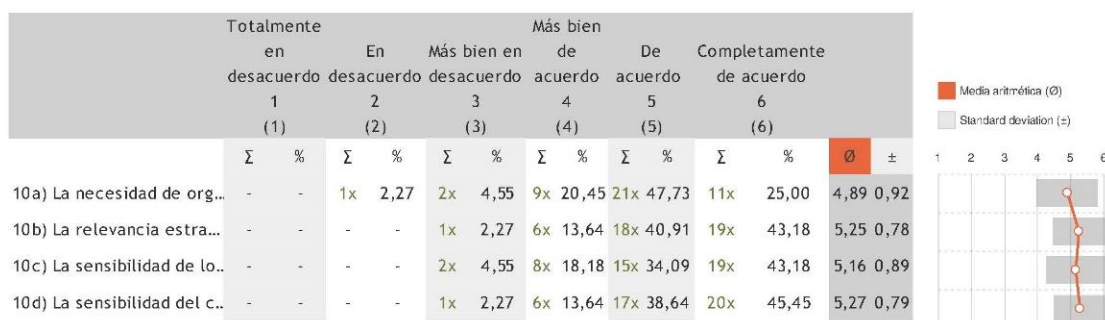 Totalmente Más bien
en En Más bien en de De Completamente
desacuerdo desacuerdo desacuerdo acuerdo acuerdo de acuerdo
1 2 3 4 5 6
(1) (2) (3) (4) (5) (6)
Media aritmética (Ø)
Standard deviation (±)
Σ % Σ % Σ % Σ % Σ % Σ % Ø ± 1 2 3 4 5 6
10a) La necesidad de org... - - 1x 2,27 2x 4,55 9x 20,45 21x 47,73 11x 25,00 4,89 0,92
10b) La relevancia estra... - - - - 1x 2,27 6x 13,64 18x 40,91 19x 43,18 5,25 0,78
10c) La sensibilidad de lo... - - - - 2x 4,55 8x 18,18 15x 34,09 19x 43,18 5,16 0,89
10d) La sensibilidad del c... - - - - 1x 2,27 6x 13,64 17x 38,64 20x 45,45 5,27 0,79